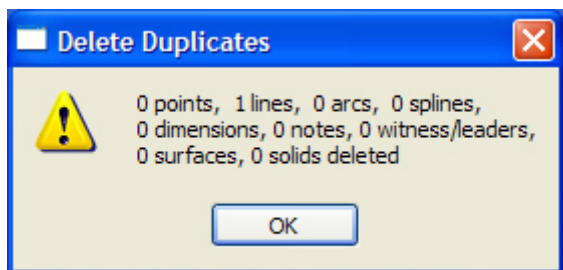 Delete Duplicates
0 points, 1 lines, 0 arcs, 0 splines,
0 dimensions, 0 notes, 0 witness/leaders,
0 surfaces, 0 solids deleted
OK